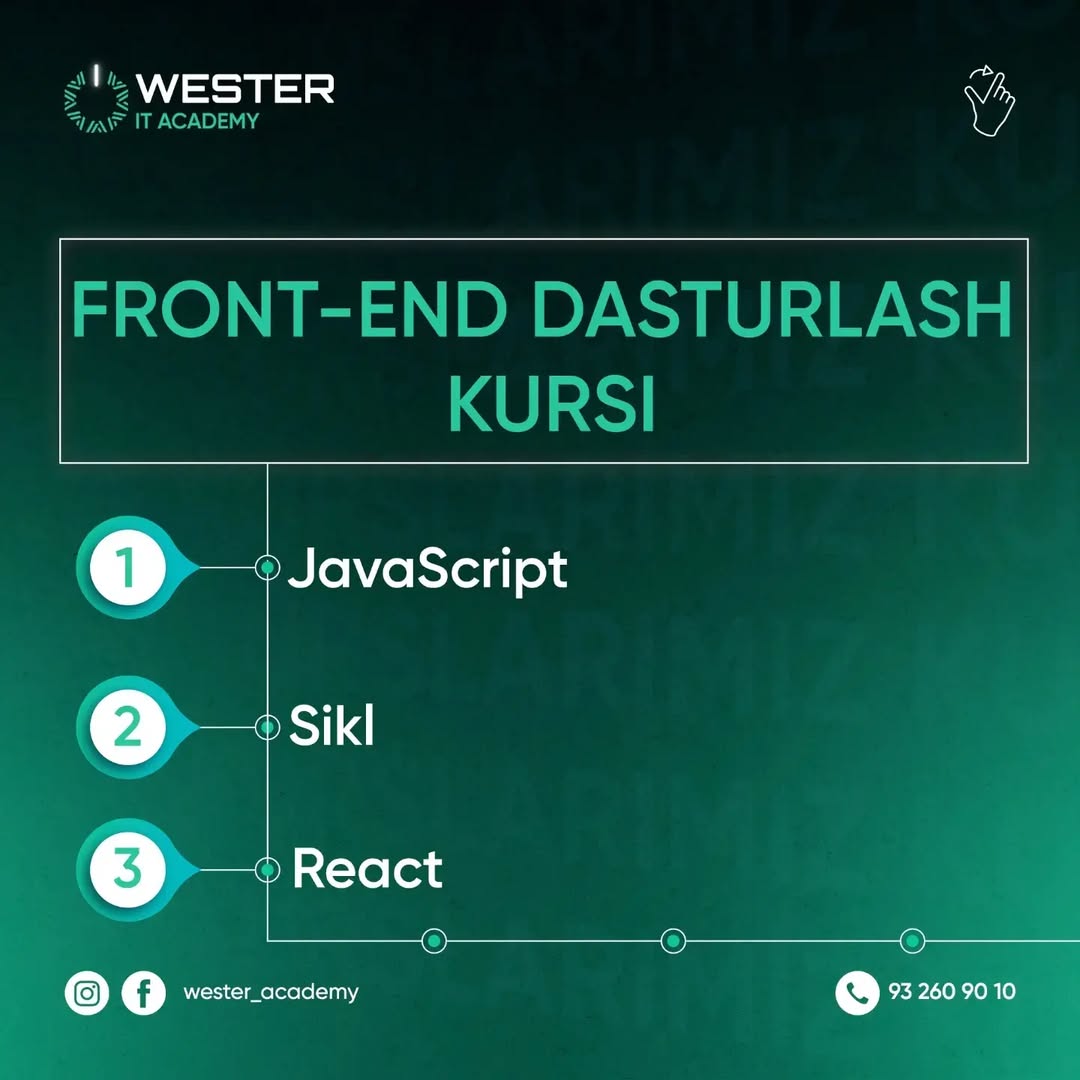 WESTER
IT ACADEMY
FRONT-END DASTURLASH
KURSI
1 JavaScript
2 Sikl
3 React
wester_academy
93 260 90 10